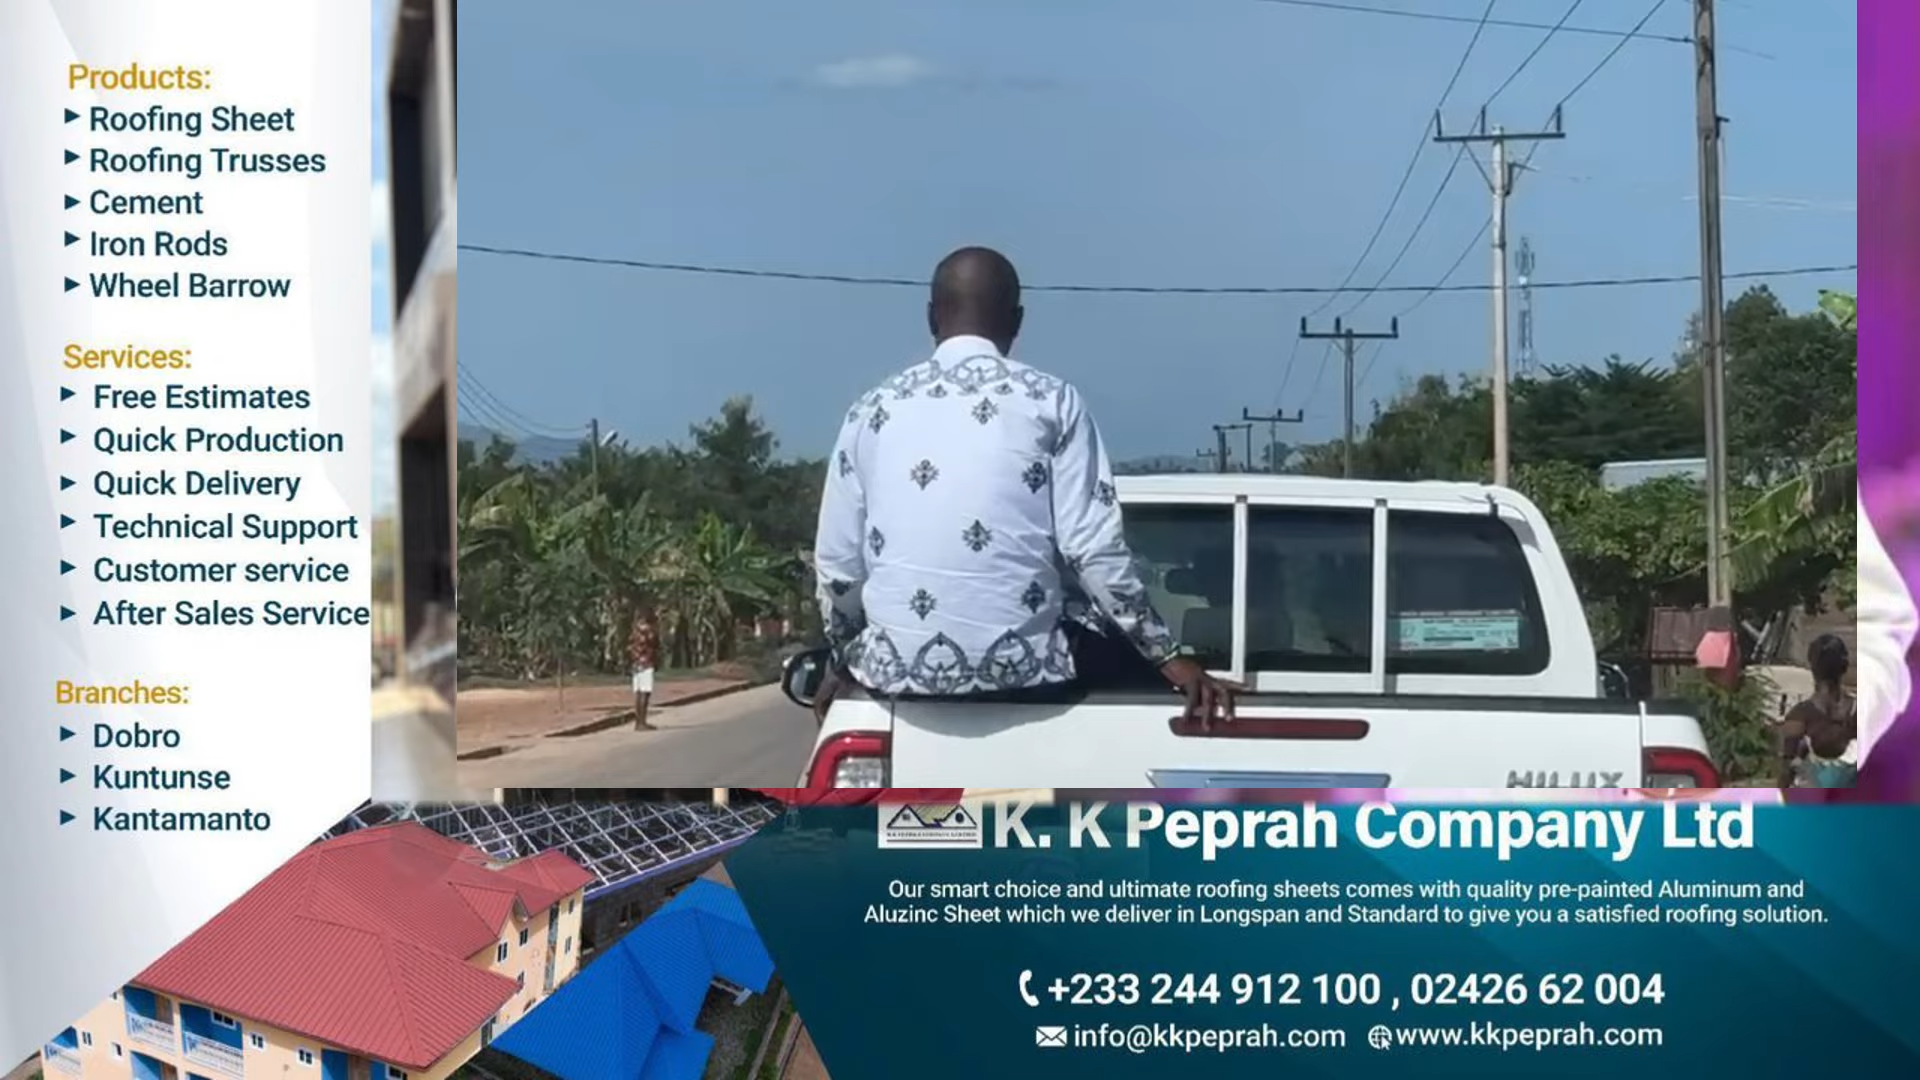 Products:
Roofing Sheet
Roofing Trusses
Cement
Iron Rods
Wheel Barrow
Services:
Free Estimates
Quick Production
Quick Delivery
Technical Support
Customer service
After Sales Service
Branches:
Dobro
Kuntunse
Kantamanto
HILUX
K. K Peprah Company Ltd
Our smart choice and ultimate roofing sheets comes with quality pre-painted Aluminum and
Aluzinc Sheet which we deliver in Longspan and Standard to give you a satisfied roofing solution.
+233 244 912 100 , 02426 62 004
info@kkpeprah.com www.kkpeprah.com